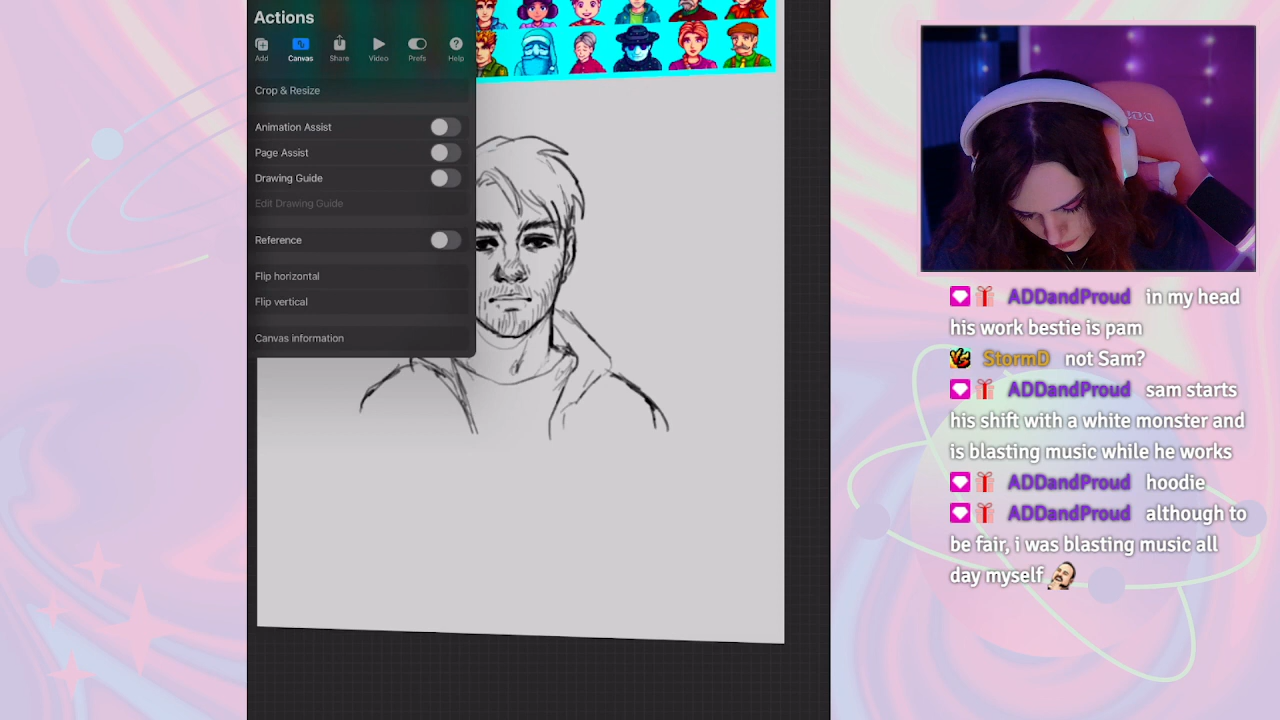 Actions
Add Canvas Share Video Prefs Help
Crop & Resize
Animation Assist
Page Assist
Drawing Guide
Edit Drawing Guide
Reference
Flip horizontal
Flip vertical
Canvas information
ADDandProud in my head
his work bestie is pam
StormD not Sam?
ADDandProud sam starts
his shift with a white monster and
is blasting music while he works
ADDandProud hoodie
ADDandProud although to
be fair, i was blasting music all
day myself